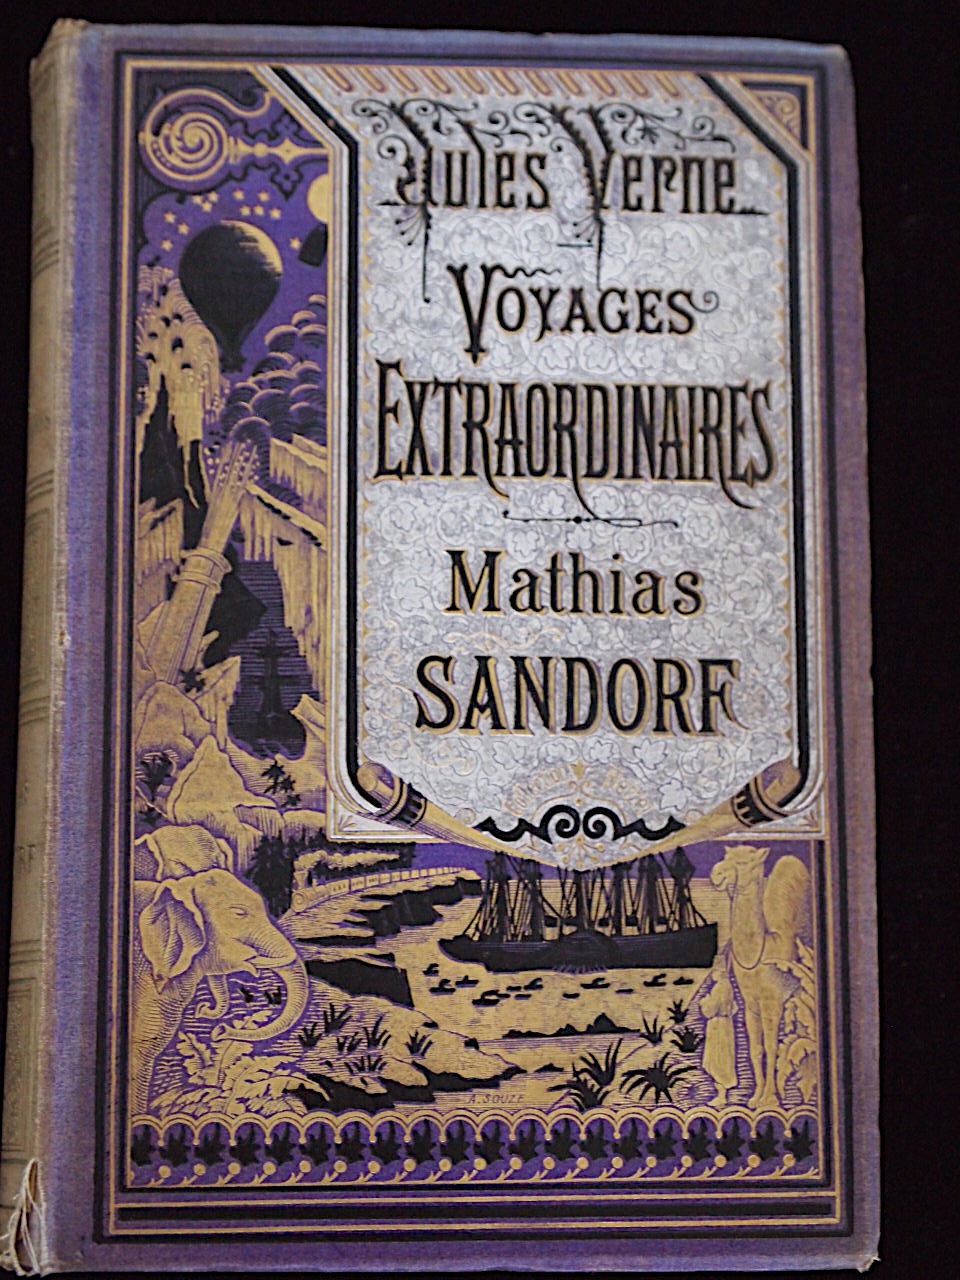 Jules Verne
Voyages
Extraordinaires
Mathias
Sandorf
A. SOUZE